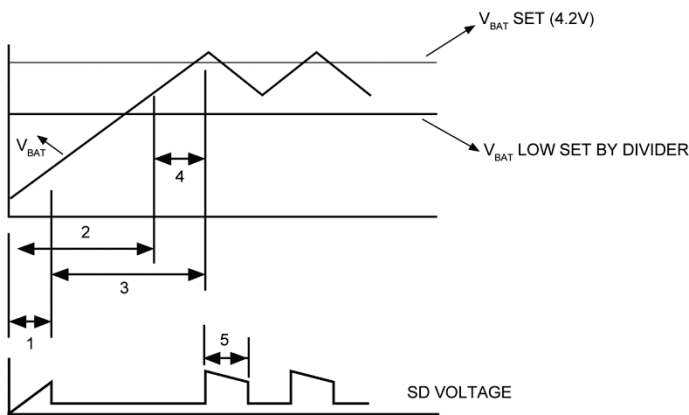 V_BAT SET (4.2V)
V_BAT
V_BAT LOW SET BY DIVIDER
4
2
3
1
5
SD VOLTAGE